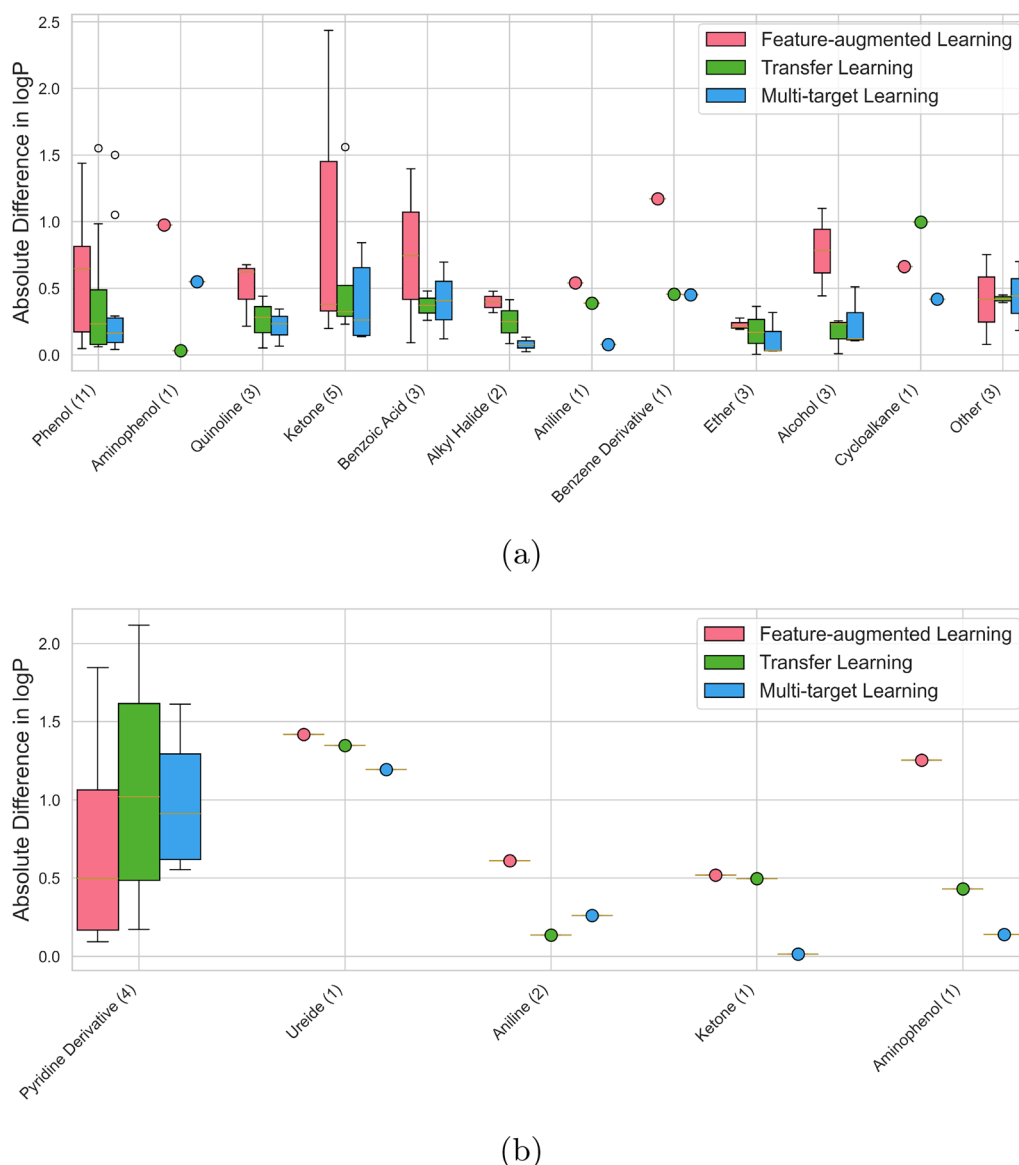 2.5
2.0
1.5
1.0
0.5
0.0
Absolute Difference in logP
Feature-augmented Learning
Transfer Learning
Multi-target Learning
Phenol (11)
Aminophenol (1)
Quinoline (3)
Ketone (5)
Benzoic Acid (3)
Alkyl Halide (2)
Aniline (1)
Benzene Derivative (1)
Ether (3)
Alcohol (3)
Cycloalkane (1)
Other (3)
(a)
2.0
1.5
1.0
0.5
0.0
Absolute Difference in logP
Feature-augmented Learning
Transfer Learning
Multi-target Learning
Pyridine Derivative (4)
Ureide (1)
Aniline (2)
Ketone (1)
Aminophenol (1)
(b)